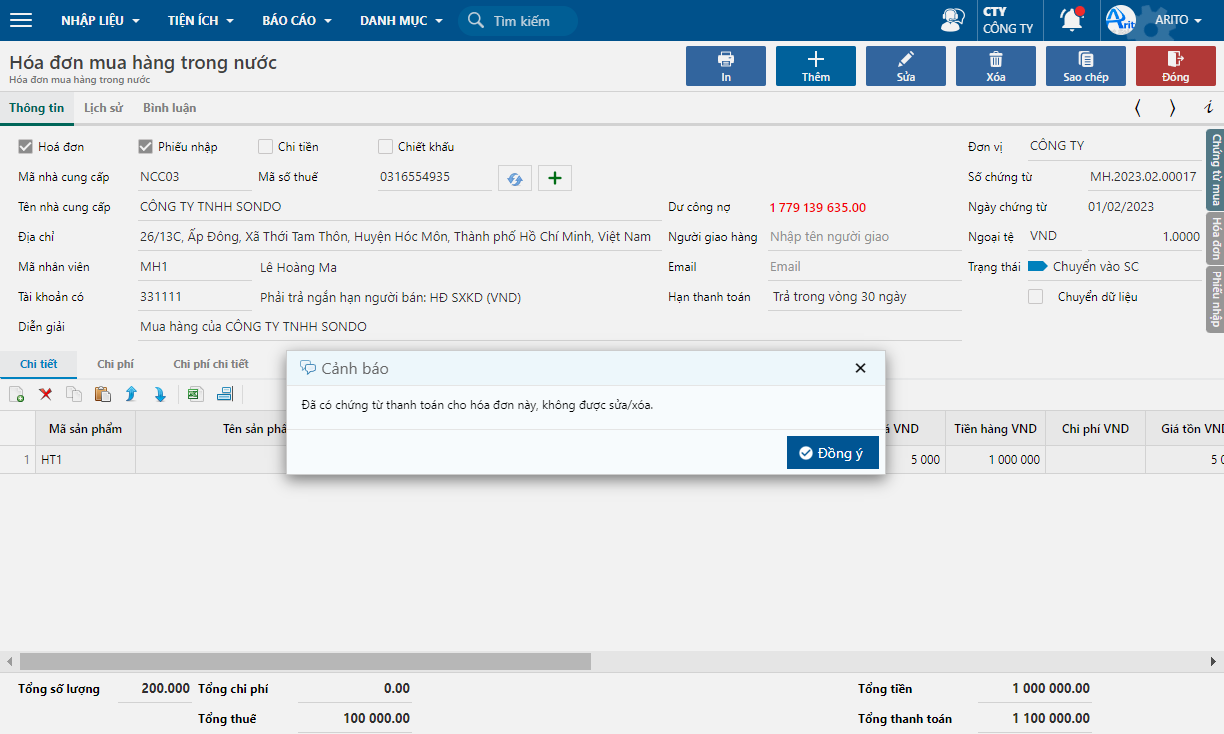 NHẬP LIỆU TIỆN ÍCH BÁO CÁO DANH MỤC Tìm kiếm CTY CÔNG TY Arit ARITO
Hóa đơn mua hàng trong nước
Hóa đơn mua hàng trong nước
In Thêm Sửa Xóa Sao chép Đóng
Thông tin Lịch sử Bình luận
Hoá đơn Phiếu nhập Chi tiền Chiết khấu Đơn vị CÔNG TY
Mã nhà cung cấp NCC03 Mã số thuế 0316554935 Số chứng từ MH.2023.02.00017
Tên nhà cung cấp CÔNG TY TNHH SONDO Dư công nợ 1 779 139 635.00 Ngày chứng từ 01/02/2023
Địa chỉ 26/13C, Ấp Đông, Xã Thới Tam Thôn, Huyện Hóc Môn, Thành phố Hồ Chí Minh, Việt Nam Người giao hàng Nhập tên người giao Ngoại tệ VND 1.0000
Mã nhân viên MH1 Lê Hoàng Ma Email Email Trạng thái Chuyển vào SC
Tài khoản có 331111 Phải trả ngắn hạn người bán: HĐ SXKD (VND) Hạn thanh toán Trả trong vòng 30 ngày Chuyển dữ liệu
Diễn giải Mua hàng của CÔNG TY TNHH SONDO
Chứng từ mua
Hóa đơn
Phiếu nhập
Chi tiết Chi phí Chi phí chi tiết
Cảnh báo
Đã có chứng từ thanh toán cho hóa đơn này, không được sửa/xóa.
Đồng ý
Mã sản phẩm Tên sản phẩ VND Tiền hàng VND Chi phí VND Giá tồn VND
1 HT1 5 000 1 000 000
Tổng số lượng 200.000 Tổng chi phí 0.00 Tổng tiền 1 000 000.00
Tổng thuế 100 000.00 Tổng thanh toán 1 100 000.00